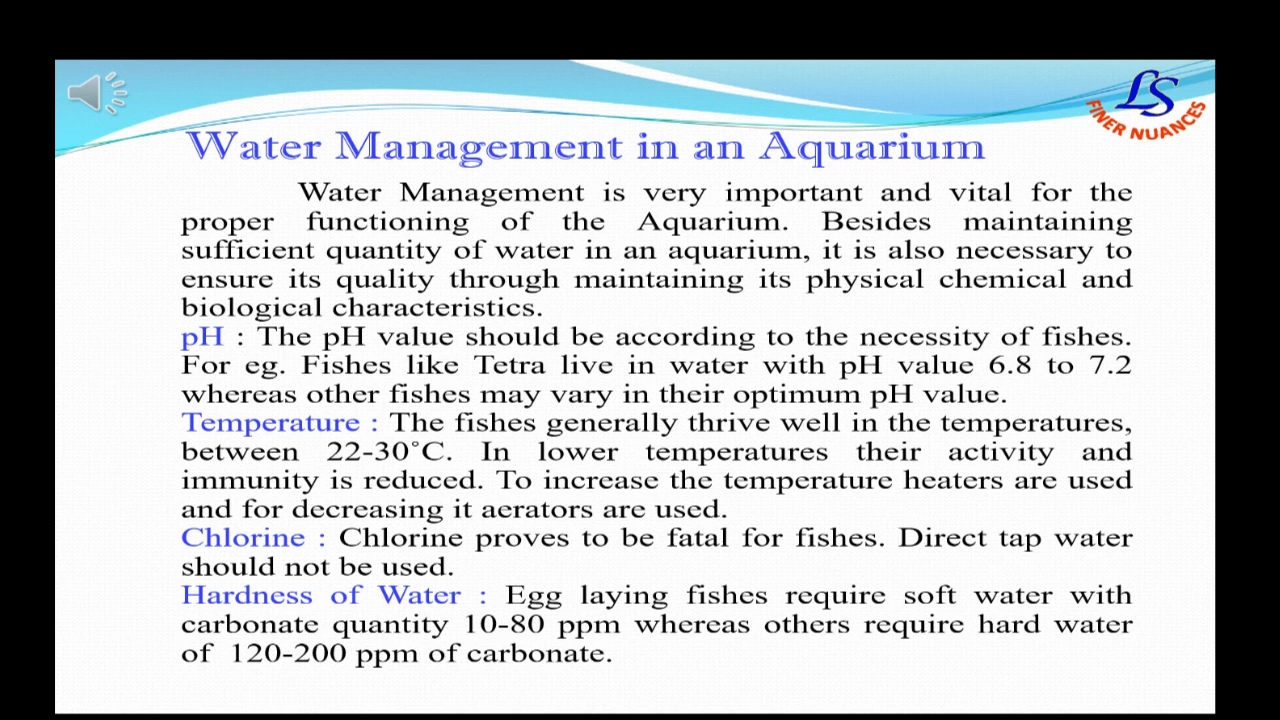 LS
FINER NUANCES
Water Management in an Aquarium
Water Management is very important and vital for the
proper functioning of the Aquarium. Besides maintaining
sufficient quantity of water in an aquarium, it is also necessary to
ensure its quality through maintaining its physical chemical and
biological characteristics.
pH : The pH value should be according to the necessity of fishes.
For eg. Fishes like Tetra live in water with pH value 6.8 to 7.2
whereas other fishes may vary in their optimum pH value.
Temperature : The fishes generally thrive well in the temperatures,
between 22-30°C. In lower temperatures their activity and
immunity is reduced. To increase the temperature heaters are used
and for decreasing it aerators are used.
Chlorine : Chlorine proves to be fatal for fishes. Direct tap water
should not be used.
Hardness of Water : Egg laying fishes require soft water with
carbonate quantity 10-80 ppm whereas others require hard water
of 120-200 ppm of carbonate.